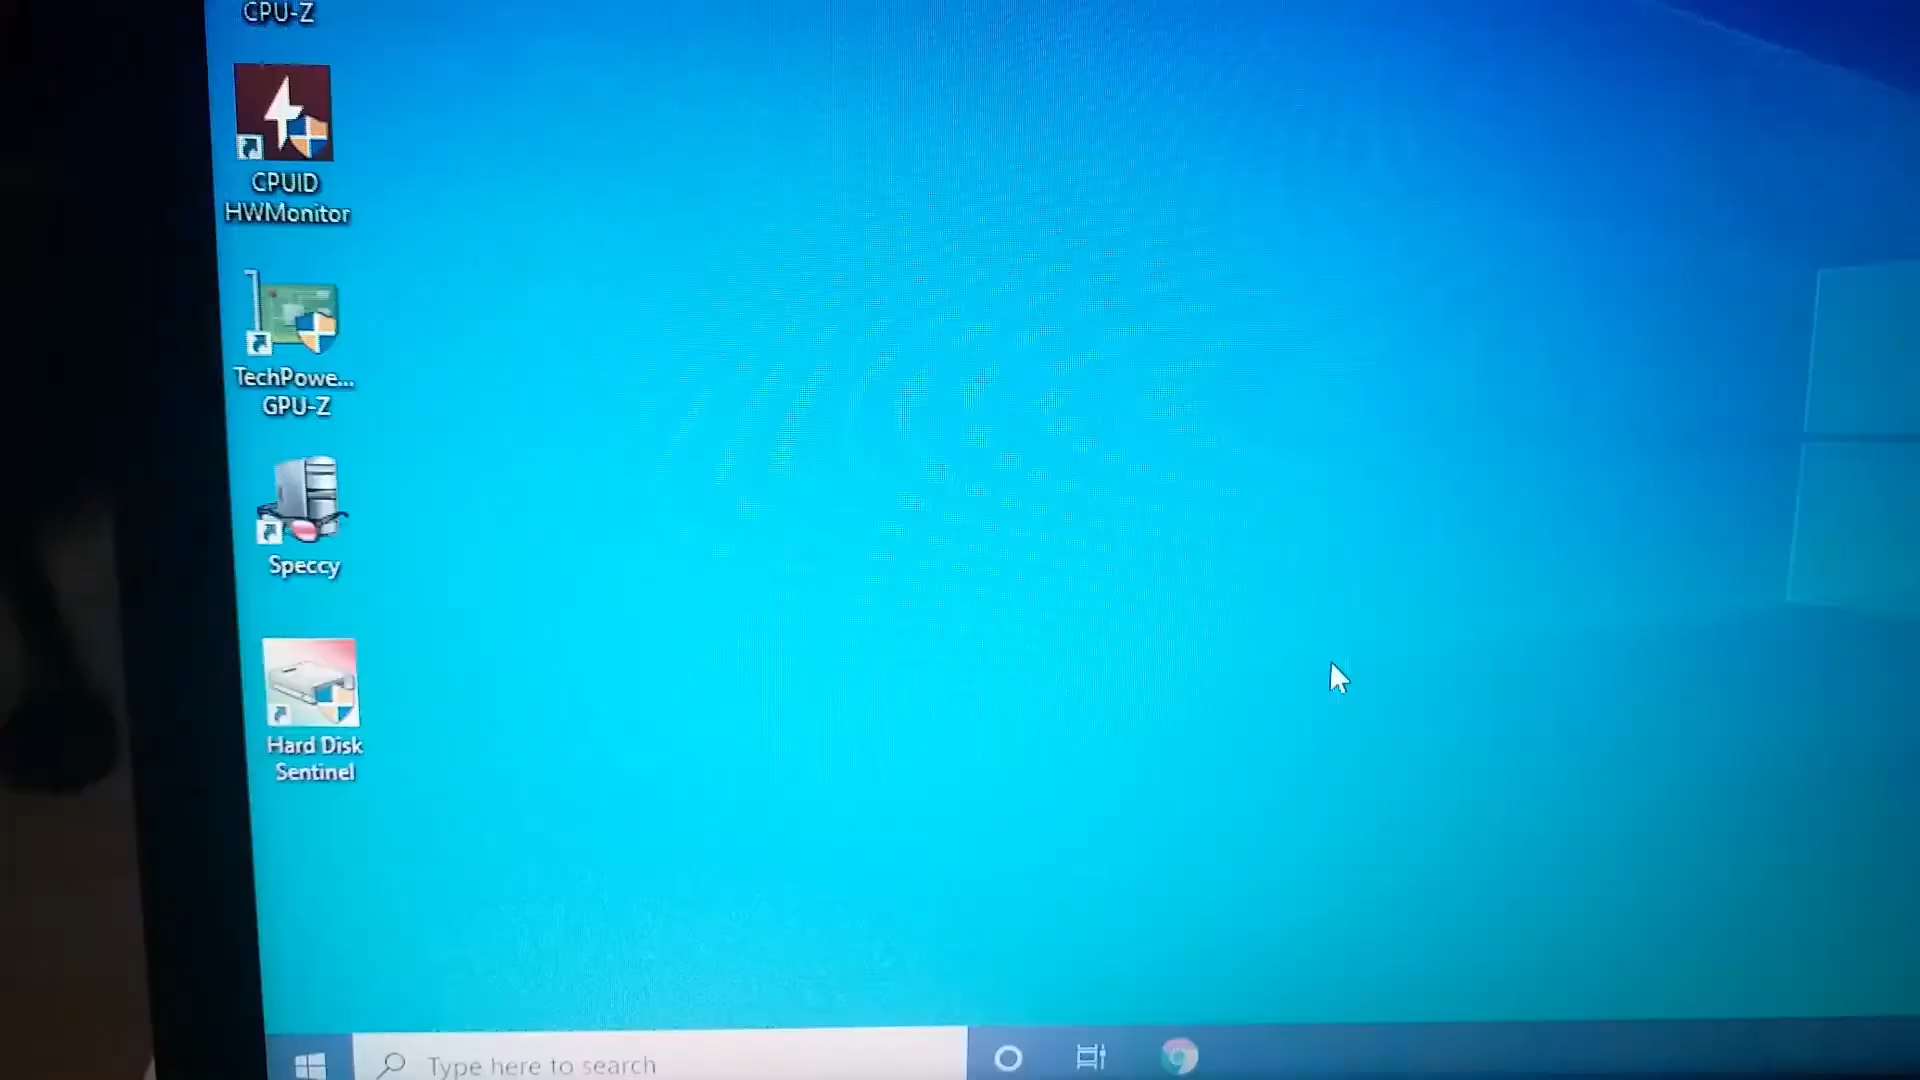 CPU-Z
CPUID
HWMonitor
TechPowe...
GPU-Z
Speccy
Hard Disk
Sentinel
Type here to search